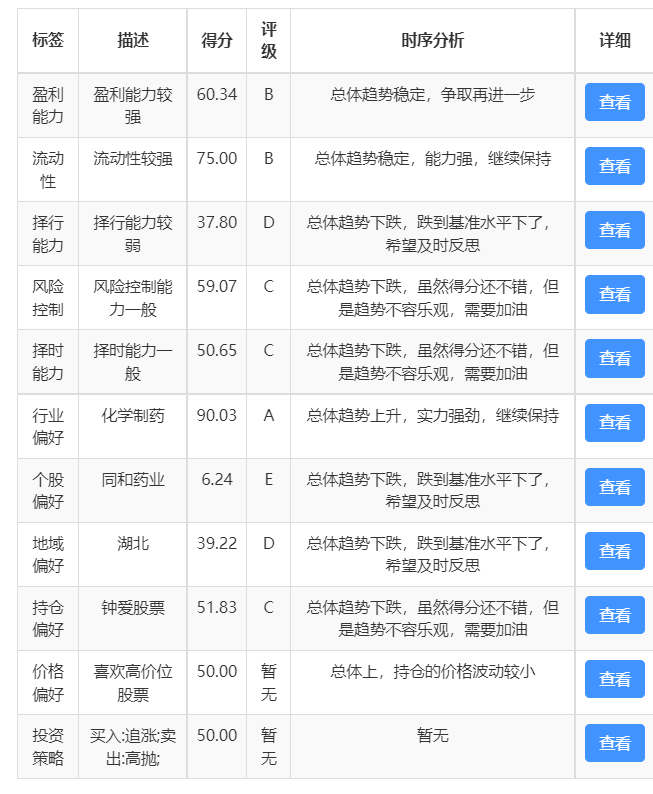 标签 描述 得分 评级 时序分析 详细
盈利能力 盈利能力较强 60.34 B 总体趋势稳定，争取再进一步 查看
流动性 流动性较强 75.00 B 总体趋势稳定，能力强，继续保持 查看
择行能力 择行能力较弱 37.80 D 总体趋势下跌，跌到基准水平下了，希望及时反思 查看
风险控制 风险控制能力一般 59.07 C 总体趋势下跌，虽然得分还不错，但是趋势不容乐观，需要加油 查看
择时能力 择时能力一般 50.65 C 总体趋势下跌，虽然得分还不错，但是趋势不容乐观，需要加油 查看
行业偏好 化学制药 90.03 A 总体趋势上升，实力强劲，继续保持 查看
个股偏好 同和药业 6.24 E 总体趋势下跌，跌到基准水平下了，希望及时反思 查看
地域偏好 湖北 39.22 D 总体趋势下跌，跌到基准水平下了，希望及时反思 查看
持仓偏好 钟爱股票 51.83 C 总体趋势下跌，虽然得分还不错，但是趋势不容乐观，需要加油 查看
价格偏好 喜欢高价位股票 50.00 暂无 总体上，持仓的价格波动较小 查看
投资策略 买入:追涨;卖出:高抛; 50.00 暂无 暂无 查看